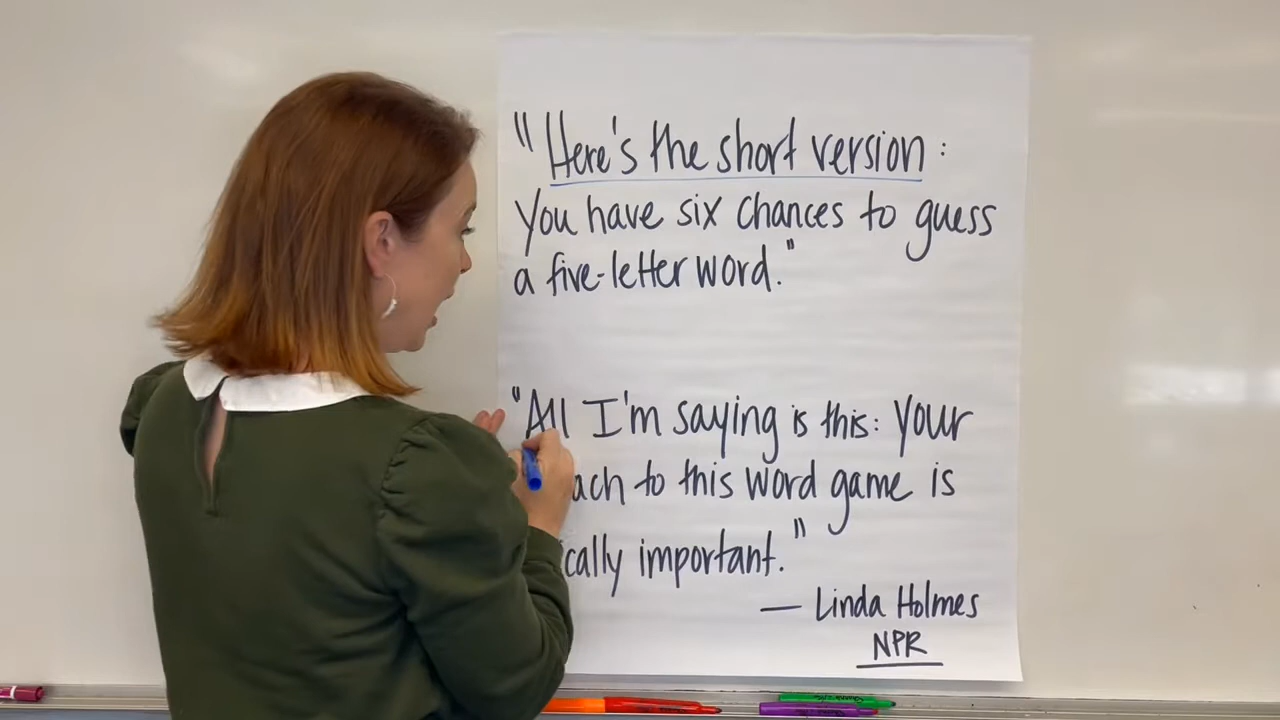 "Here's the short version:
You have six chances to guess
a five-letter word."
"All I'm saying is this: your
to this word game is
important."
— Linda Holmes
NPR